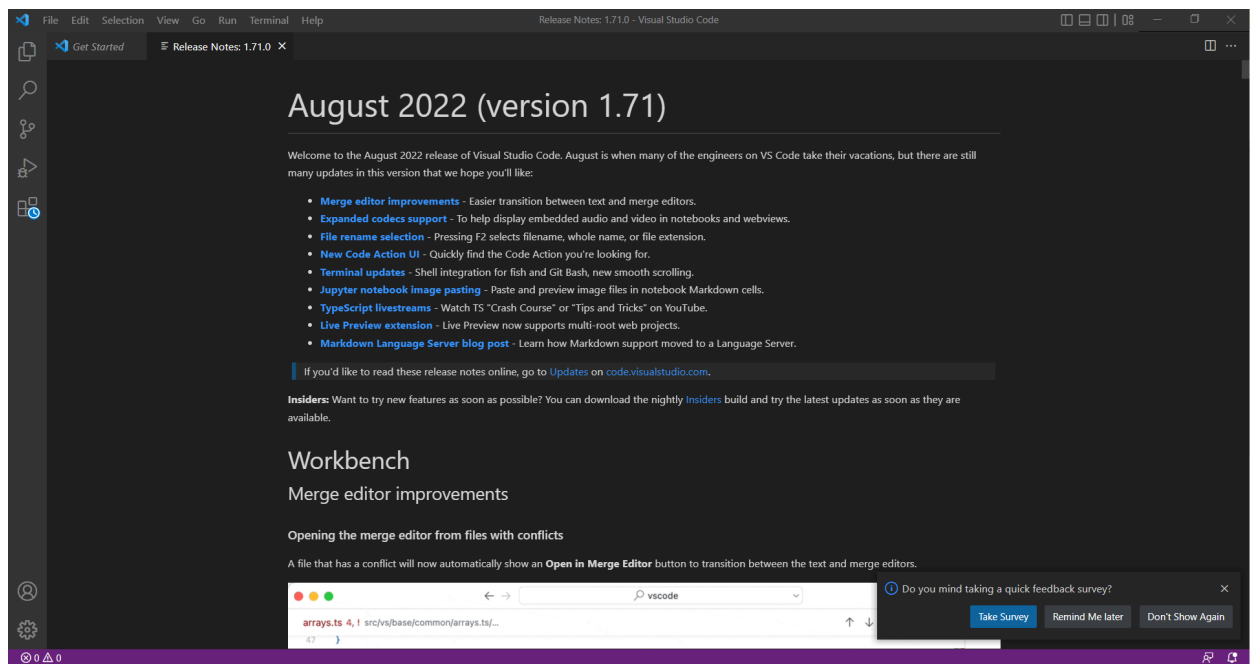 File Edit Selection View Go Run Terminal Help
Release Notes: 1.71.0 - Visual Studio Code
Get Started
Release Notes: 1.71.0
August 2022 (version 1.71)
Welcome to the August 2022 release of Visual Studio Code. August is when many of the engineers on VS Code take their vacations, but there are still
many updates in this version that we hope you'll like:
• Merge editor improvements - Easier transition between text and merge editors.
• Expanded codecs support - To help display embedded audio and video in notebooks and webviews.
• File rename selection - Pressing F2 selects filename, whole name, or file extension.
• New Code Action UI - Quickly find the Code Action you're looking for.
• Terminal updates - Shell integration for fish and Git Bash, new smooth scrolling.
• Jupyter notebook image pasting - Paste and preview image files in notebook Markdown cells.
• TypeScript livestreams - Watch TS "Crash Course" or "Tips and Tricks" on YouTube.
• Live Preview extension - Live Preview now supports multi-root web projects.
• Markdown Language Server blog post - Learn how Markdown support moved to a Language Server.
If you'd like to read these release notes online, go to Updates on code.visualstudio.com.
Insiders: Want to try new features as soon as possible? You can download the nightly Insiders build and try the latest updates as soon as they are
available.
Workbench
Merge editor improvements
Opening the merge editor from files with conflicts
A file that has a conflict will now automatically show an Open in Merge Editor button to transition between the text and merge editors.
vscode
arrays.ts 4, ! src/vs/base/common/arrays.ts/...
47 }
Do you mind taking a quick feedback survey?
Take Survey
Remind Me later
Don't Show Again
0 0